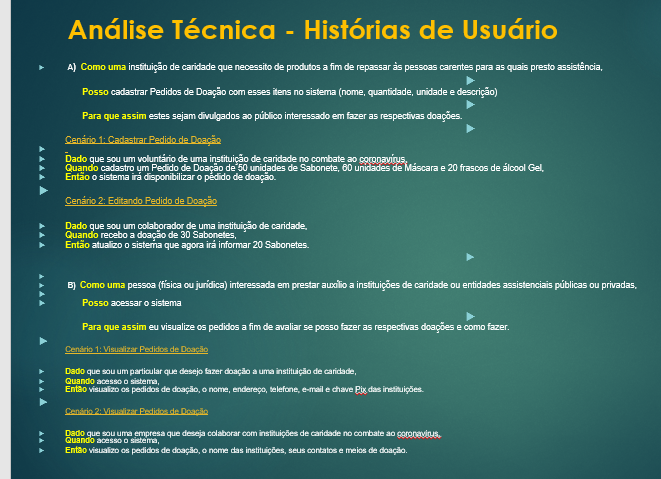 Análise Técnica - Histórias de Usuário
A) Como uma instituição de caridade que necessito de produtos a fim de repassar às pessoas carentes para as quais presto assistência,
Posso cadastrar Pedidos de Doação com esses itens no sistema (nome, quantidade, unidade e descrição)
Para que assim estes sejam divulgados ao público interessado em fazer as respectivas doações.
Cenário 1: Cadastrar Pedido de Doação
Dado que sou um voluntário de uma instituição de caridade no combate ao coronavírus,
Quando cadastro um Pedido de Doação de 50 unidades de Sabonete, 60 unidades de Máscara e 20 frascos de álcool Gel,
Então o sistema irá disponibilizar o pedido de doação.
Cenário 2: Editando Pedido de Doação
Dado que sou um colaborador de uma instituição de caridade,
Quando recebo a doação de 30 Sabonetes,
Então atualizo o sistema que agora irá informar 20 Sabonetes.
B) Como uma pessoa (física ou jurídica) interessada em prestar auxílio a instituições de caridade ou entidades assistenciais públicas ou privadas,
Posso acessar o sistema
Para que assim eu visualize os pedidos a fim de avaliar se posso fazer as respectivas doações e como fazer.
Cenário 1: Visualizar Pedidos de Doação
Dado que sou um particular que desejo fazer doação a uma instituição de caridade,
Quando acesso o sistema,
Então visualizo os pedidos de doação, o nome, endereço, telefone, e-mail e chave Pix das instituições.
Cenário 2: Visualizar Pedidos de Doação
Dado que sou uma empresa que deseja colaborar com instituições de caridade no combate ao coronavírus,
Quando acesso o sistema,
Então visualizo os pedidos de doação, o nome das instituições, seus contatos e meios de doação.